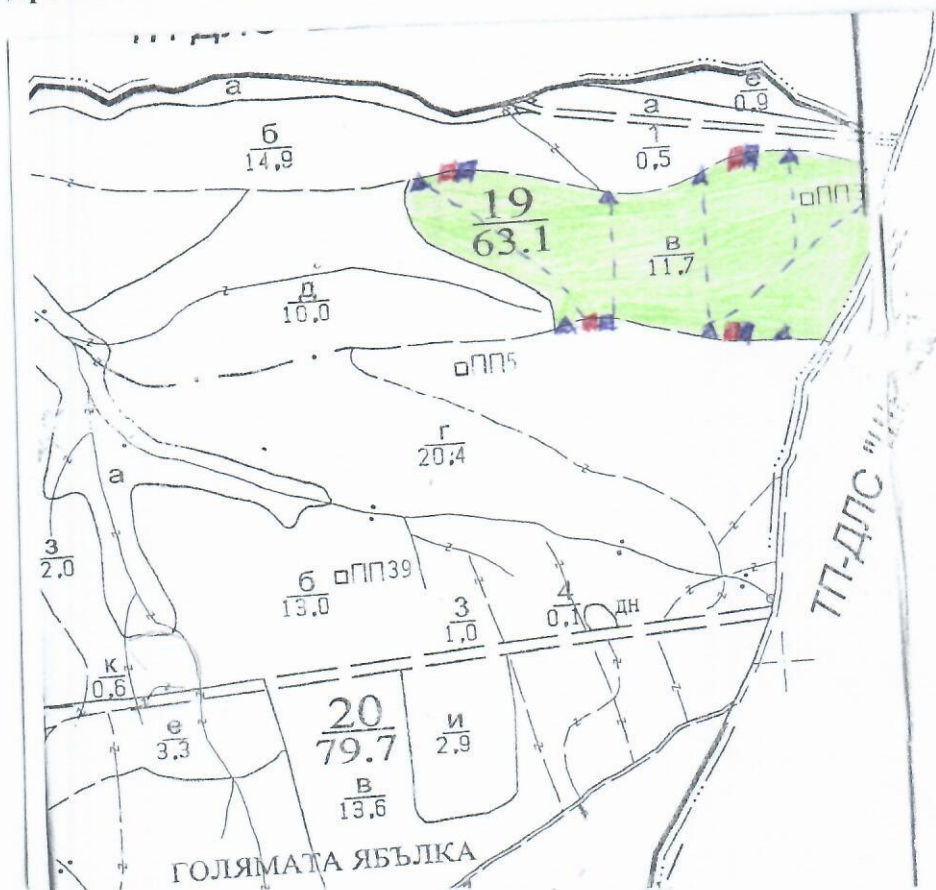 а
е
0.9
б
14,9
а
1
0,5
19
63.1
□ПП
в
11,7
д
10,0
□ПП5
г
20,4
а
з
2,0
б
13,0
□ПП39
3
1,0
4
0,1
дн
ТП-ДЛС
к
0,6
е
3,3
20
79.7
и
2,9
в
13,6
ГОЛЯМАТА ЯБЪЛКА